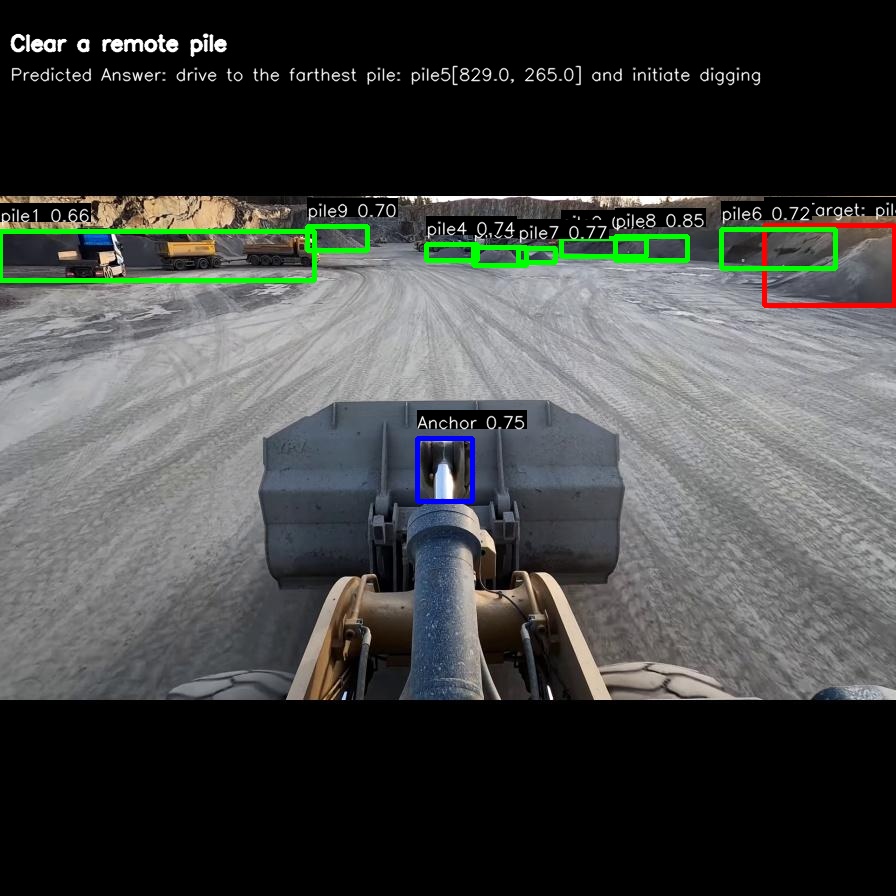 Clear a remote pile
Predicted Answer: drive to the farthest pile: pile5[829.0, 265.0] and initiate digging
pile1 0.66
pile9 0.70
pile4 0.74
pile7 0.77
pile8 0.85
pile6 0.72
Anchor 0.75